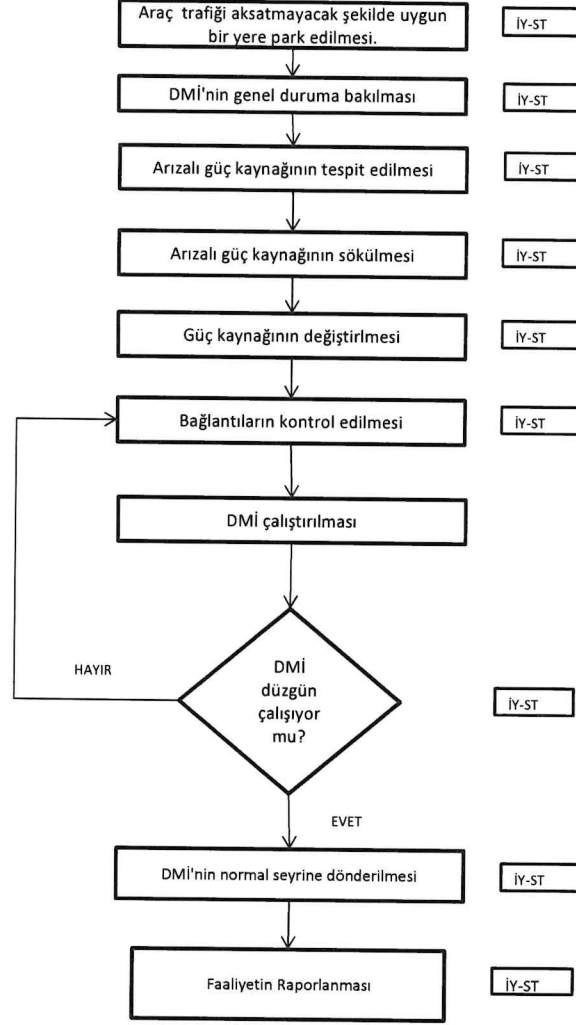 Araç trafiği aksatmayacak şekilde uygun
bir yere park edilmesi.
İY-ST
DMİ'nin genel duruma bakılması
İY-ST
Arızalı güç kaynağının tespit edilmesi
İY-ST
Arızalı güç kaynağının sökülmesi
İY-ST
Güç kaynağının değiştirlmesi
İY-ST
Bağlantıların kontrol edilmesi
İY-ST
DMİ çalıştırılması
HAYIR
DMİ
düzgün
çalışıyor
mu?
İY-ST
EVET
DMİ'nin normal seyrine dönderilmesi
İY-ST
Faaliyetin Raporlanması
İY-ST